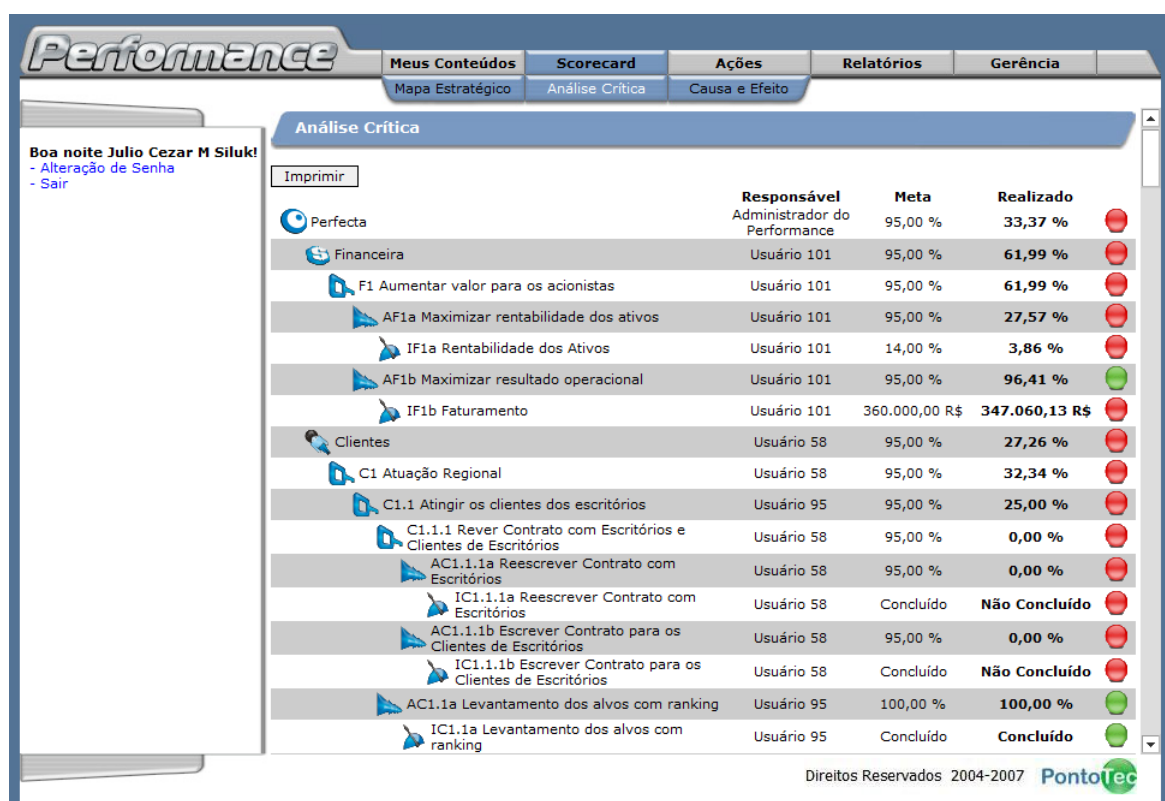 Performance
Meus Conteúdos Scorecard Ações Relatórios Gerência
Mapa Estratégico Análise Crítica Causa e Efeito
Análise Crítica
Boa noite Julio Cezar M Siluk!
- Alteração de Senha
- Sair
Imprimir
Responsável Meta Realizado
Perfecta Administrador do Performance 95,00 % 33,37 %
Financeira Usuário 101 95,00 % 61,99 %
F1 Aumentar valor para os acionistas Usuário 101 95,00 % 61,99 %
AF1a Maximizar rentabilidade dos ativos Usuário 101 95,00 % 27,57 %
IF1a Rentabilidade dos Ativos Usuário 101 14,00 % 3,86 %
AF1b Maximizar resultado operacional Usuário 101 95,00 % 96,41 %
IF1b Faturamento Usuário 101 360.000,00 R$ 347.060,13 R$
Clientes Usuário 58 95,00 % 27,26 %
C1 Atuação Regional Usuário 58 95,00 % 32,34 %
C1.1 Atingir os clientes dos escritórios Usuário 95 95,00 % 25,00 %
C1.1.1 Rever Contrato com Escritórios e
Clientes de Escritórios Usuário 58 95,00 % 0,00 %
AC1.1.1a Reescrever Contrato com
Escritórios Usuário 58 95,00 % 0,00 %
IC1.1.1a Reescrever Contrato com
Escritórios Usuário 58 Concluído Não Concluído
AC1.1.1b Escrever Contrato para os
Clientes de Escritórios Usuário 58 95,00 % 0,00 %
IC1.1.1b Escrever Contrato para os
Clientes de Escritórios Usuário 58 Concluído Não Concluído
AC1.1a Levantamento dos alvos com ranking Usuário 95 100,00 % 100,00 %
IC1.1a Levantamento dos alvos com
ranking Usuário 95 Concluído Concluído
Direitos Reservados 2004-2007 PontoTec